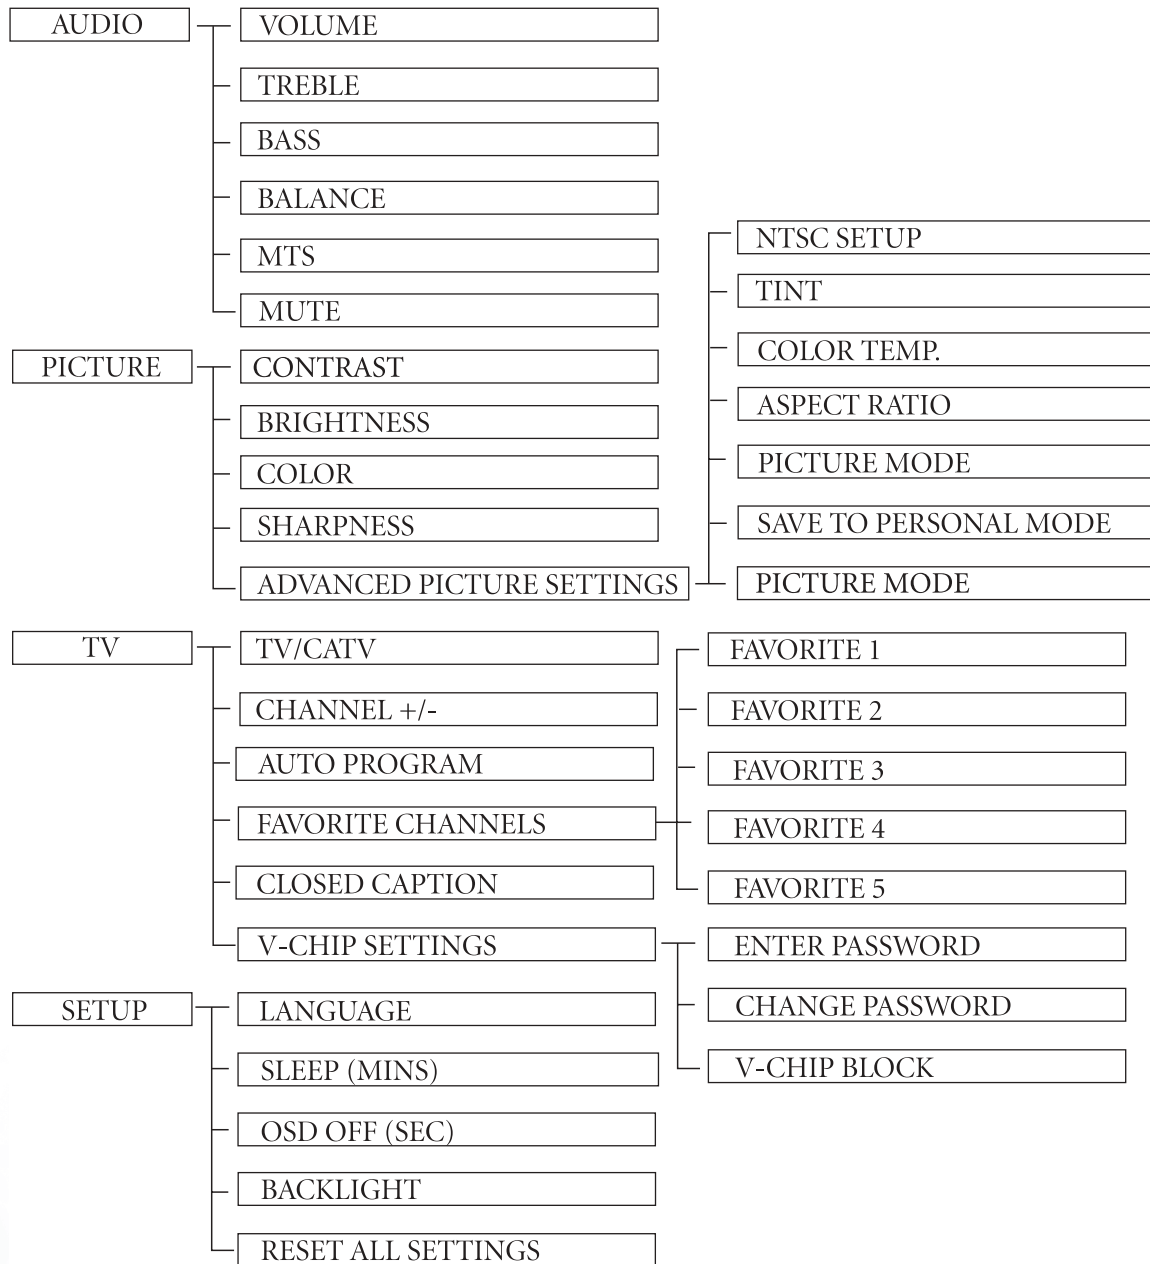 AUDIO
VOLUME
TREBLE
BASS
BALANCE
MTS
MUTE
PICTURE
CONTRAST
BRIGHTNESS
COLOR
SHARPNESS
ADVANCED PICTURE SETTINGS
NTSC SETUP
TINT
COLOR TEMP.
ASPECT RATIO
PICTURE MODE
SAVE TO PERSONAL MODE
PICTURE MODE
TV
TV/CATV
CHANNEL +/-
AUTO PROGRAM
FAVORITE CHANNELS
FAVORITE 1
FAVORITE 2
FAVORITE 3
FAVORITE 4
FAVORITE 5
CLOSED CAPTION
V-CHIP SETTINGS
ENTER PASSWORD
CHANGE PASSWORD
V-CHIP BLOCK
SETUP
LANGUAGE
SLEEP (MINS)
OSD OFF (SEC)
BACKLIGHT
RESET ALL SETTINGS